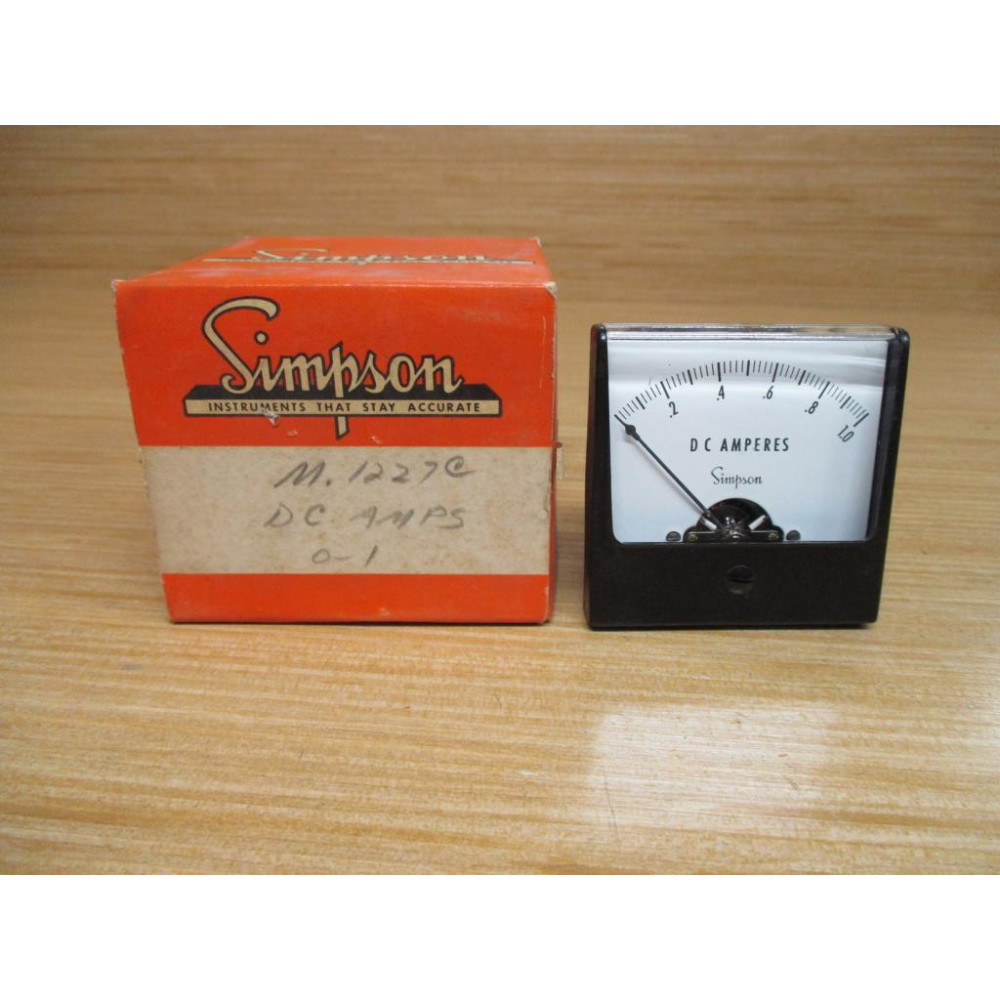 Simpson
Simpson
INSTRUMENTS THAT STAY ACCURATE
M. 1227C
DC AMPS
0-1
.2 .4 .6 .8 1.0
DC AMPERES
Simpson